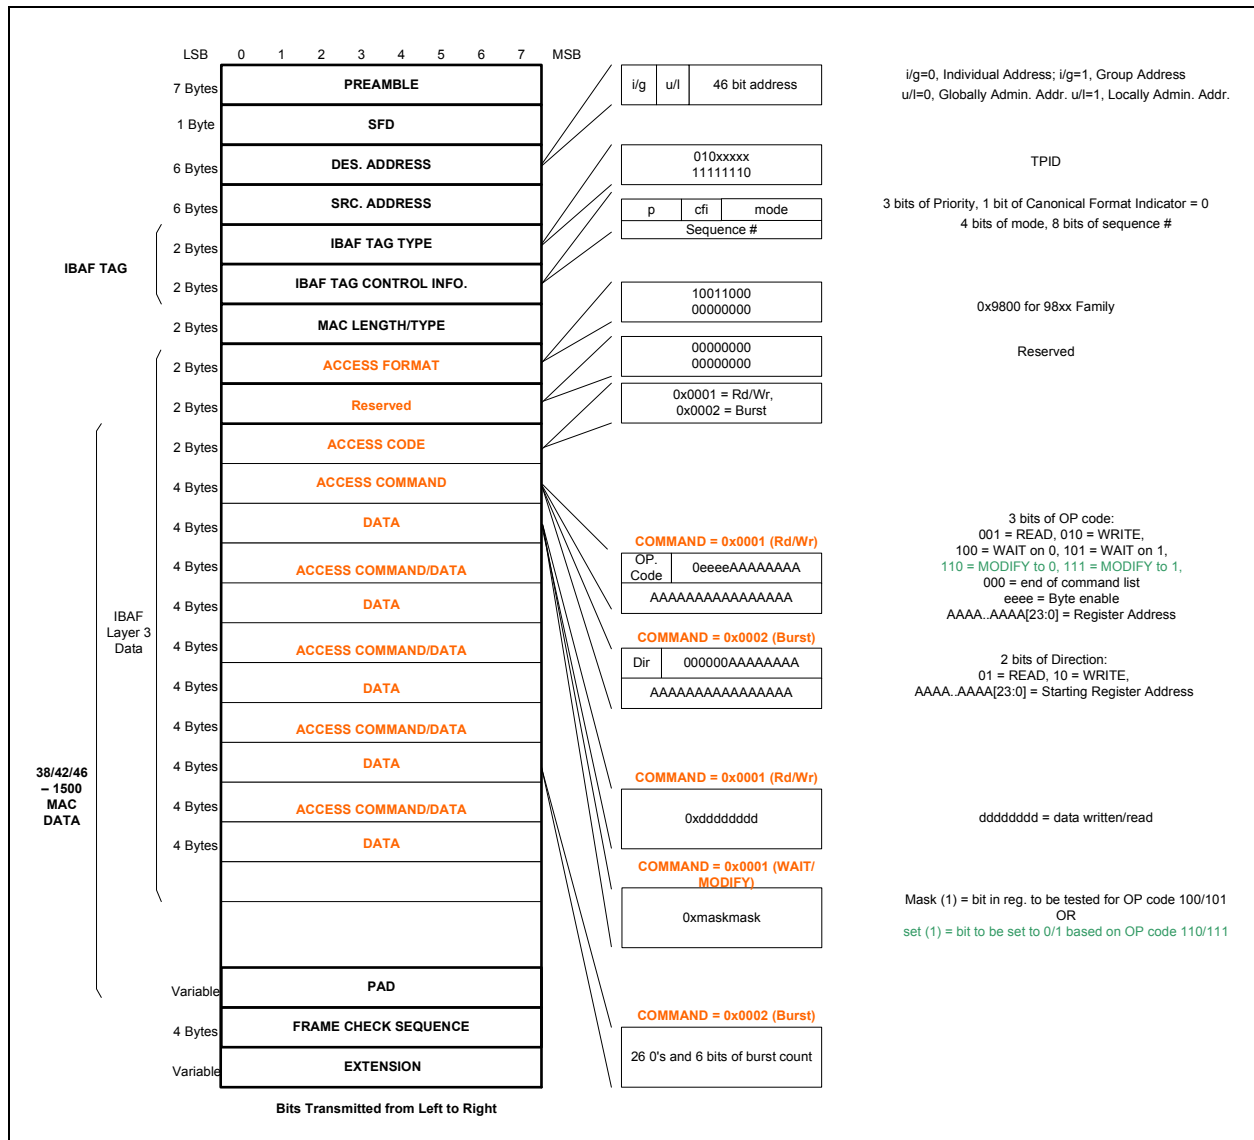 LSB 0 1 2 3 4 5 6 7 MSB
7 Bytes PREAMBLE
1 Byte SFD
6 Bytes DES. ADDRESS
6 Bytes SRC. ADDRESS
IBAF TAG
2 Bytes IBAF TAG TYPE
2 Bytes IBAF TAG CONTROL INFO.
2 Bytes MAC LENGTH/TYPE
2 Bytes ACCESS FORMAT
2 Bytes Reserved
2 Bytes ACCESS CODE
4 Bytes ACCESS COMMAND
4 Bytes DATA
4 Bytes ACCESS COMMAND/DATA
4 Bytes DATA
4 Bytes ACCESS COMMAND/DATA
4 Bytes DATA
4 Bytes ACCESS COMMAND/DATA
4 Bytes DATA
4 Bytes ACCESS COMMAND/DATA
4 Bytes DATA
IBAF
Layer 3
Data
38/42/46
– 1500
MAC
DATA
Variable PAD
4 Bytes FRAME CHECK SEQUENCE
Variable EXTENSION
Bits Transmitted from Left to Right
i/g u/l 46 bit address
i/g=0, Individual Address; i/g=1, Group Address
u/l=0, Globally Admin. Addr. u/l=1, Locally Admin. Addr.
010xxxxx
11111110
TPID
p cfi mode
Sequence #
3 bits of Priority, 1 bit of Canonical Format Indicator = 0
4 bits of mode, 8 bits of sequence #
10011000
00000000
0x9800 for 98xx Family
00000000
00000000
Reserved
0x0001 = Rd/Wr,
0x0002 = Burst
COMMAND = 0x0001 (Rd/Wr)
OP.
Code
0eeeeAAAAAAAA
AAAAAAAAAAAAAAAA
3 bits of OP code:
001 = READ, 010 = WRITE,
100 = WAIT on 0, 101 = WAIT on 1,
110 = MODIFY to 0, 111 = MODIFY to 1,
000 = end of command list
eeee = Byte enable
AAAA..AAAA[23:0] = Register Address
COMMAND = 0x0002 (Burst)
Dir 000000AAAAAAAA
AAAAAAAAAAAAAAAA
2 bits of Direction:
01 = READ, 10 = WRITE,
AAAA..AAAA[23:0] = Starting Register Address
COMMAND = 0x0001 (Rd/Wr)
0xdddddddd
dddddddd = data written/read
COMMAND = 0x0001 (WAIT/
MODIFY)
0xmaskmask
Mask (1) = bit in reg. to be tested for OP code 100/101
OR
set (1) = bit to be set to 0/1 based on OP code 110/111
COMMAND = 0x0002 (Burst)
26 0's and 6 bits of burst count